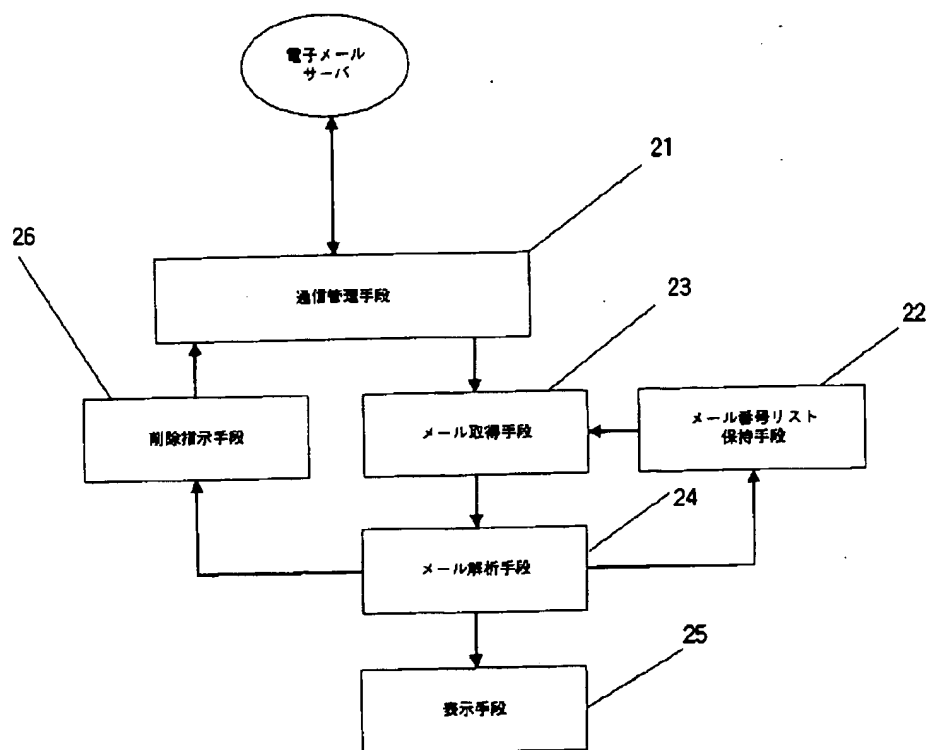 電子メール
サーバ
21
26
通信管理手段
23
22
削除指示手段
メール取得手段
メール番号リスト
保持手段
24
メール解析手段
25
表示手段